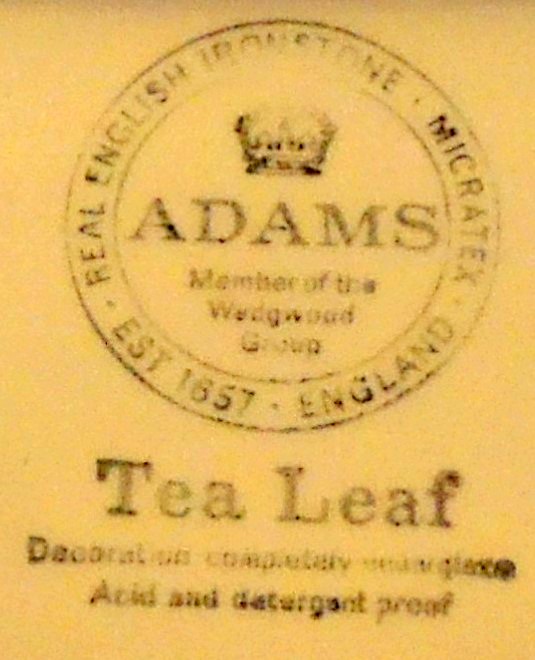 REAL ENGLISH IRONSTONE · MICRATEX ·
ADAMS
Member of the
Wedgwood
Group
EST 1657 · ENGLAND
Tea Leaf
Decoration completely underglaze
Acid and detergent proof